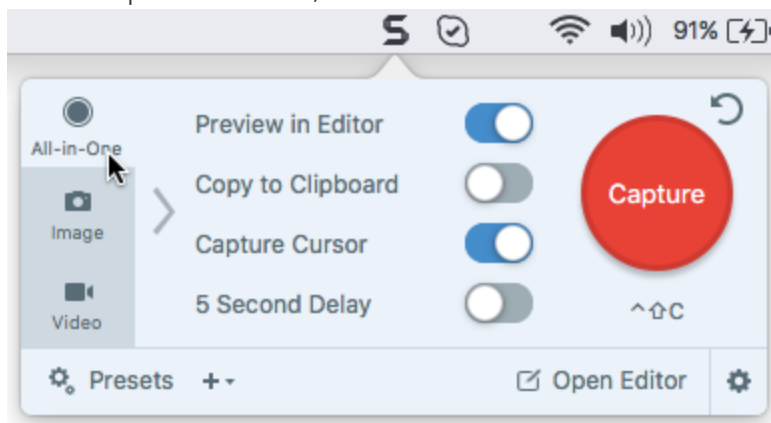 S 91%
All-in-One
Image
Video
Preview in Editor
Copy to Clipboard
Capture Cursor
5 Second Delay
Capture
^⇧C
Presets + Open Editor